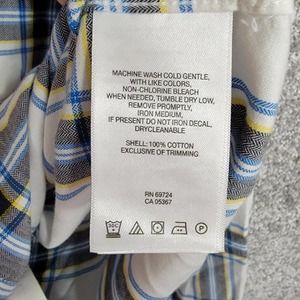 MACHINE WASH COLD GENTLE,
WITH LIKE COLORS,
NON-CHLORINE BLEACH
WHEN NEEDED, TUMBLE DRY LOW,
REMOVE PROMPTLY,
IRON MEDIUM,
IF PRESENT DO NOT IRON DECAL,
DRYCLEANABLE
SHELL: 100% COTTON
EXCLUSIVE OF TRIMMING
RN 69724
CA 05367
P